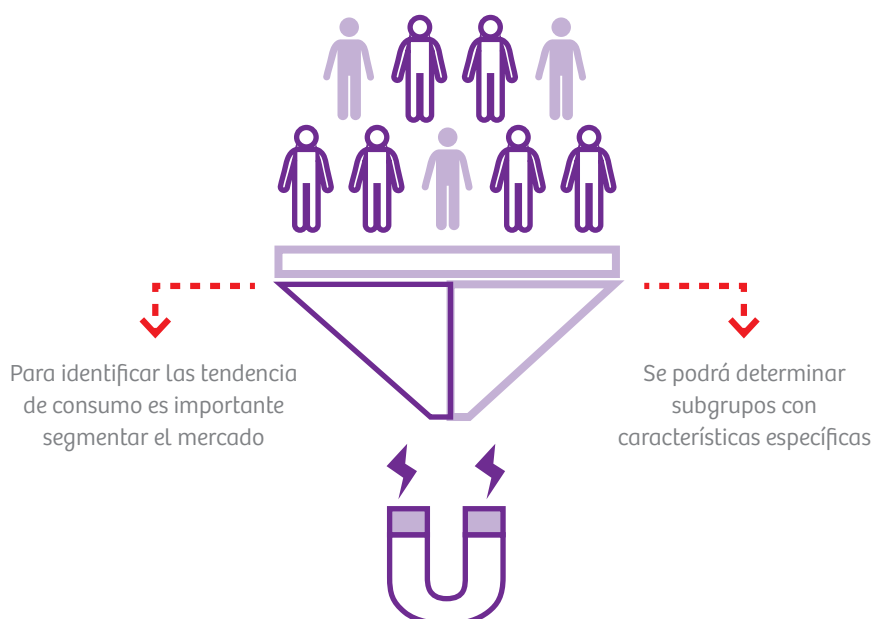 Para identificar las tendencia
de consumo es importante
segmentar el mercado
Se podrá determinar
subgrupos con
características específicas